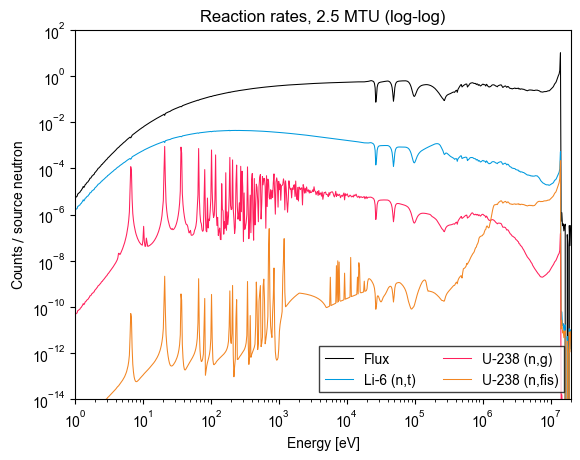 Reaction rates, 2.5 MTU (log-log)
Counts / source neutron
10^2
10^0
10^-2
10^-4
10^-6
10^-8
10^-10
10^-12
10^-14
Flux
Li-6 (n,t)
U-238 (n,g)
U-238 (n,fis)
10^0 10^1 10^2 10^3 10^4 10^5 10^6 10^7
Energy [eV]